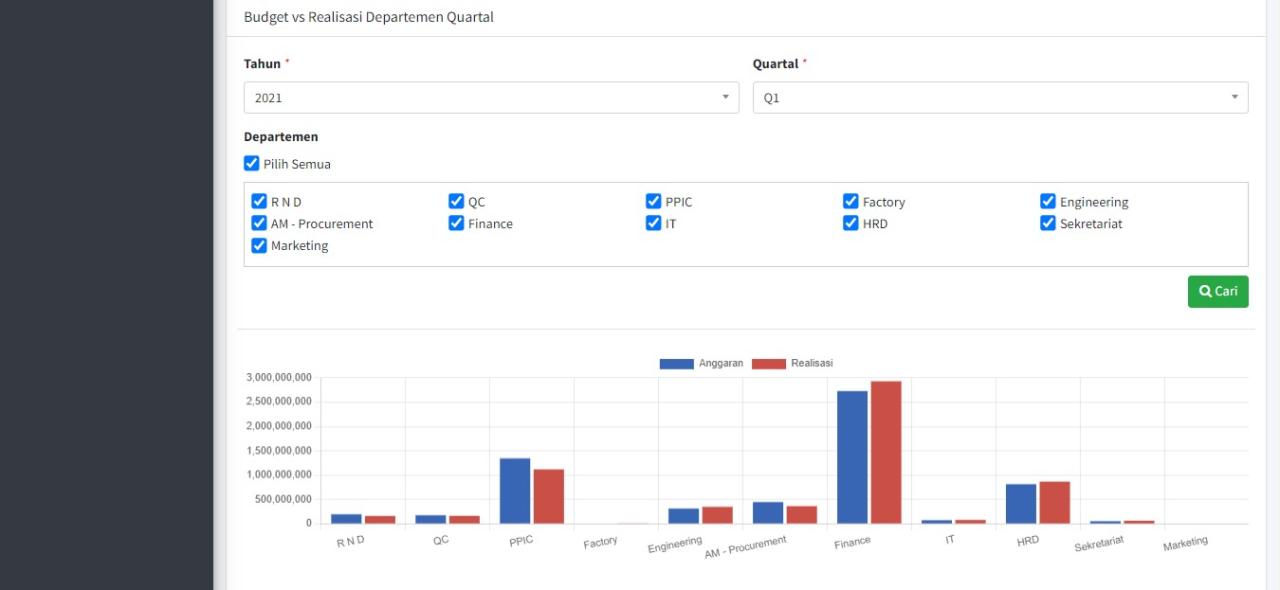 Budget vs Realisasi Departemen Quartal
Tahun * Quartal *
2021 Q1
Departemen
Pilih Semua
R N D QC PPIC Factory Engineering
AM - Procurement Finance IT HRD Sekretariat
Marketing
Cari
Anggaran Realisasi
3,000,000,000
2,500,000,000
2,000,000,000
1,500,000,000
1,000,000,000
500,000,000
0
R N D QC PPIC Factory Engineering AM - Procurement Finance IT HRD Sekretariat Marketing